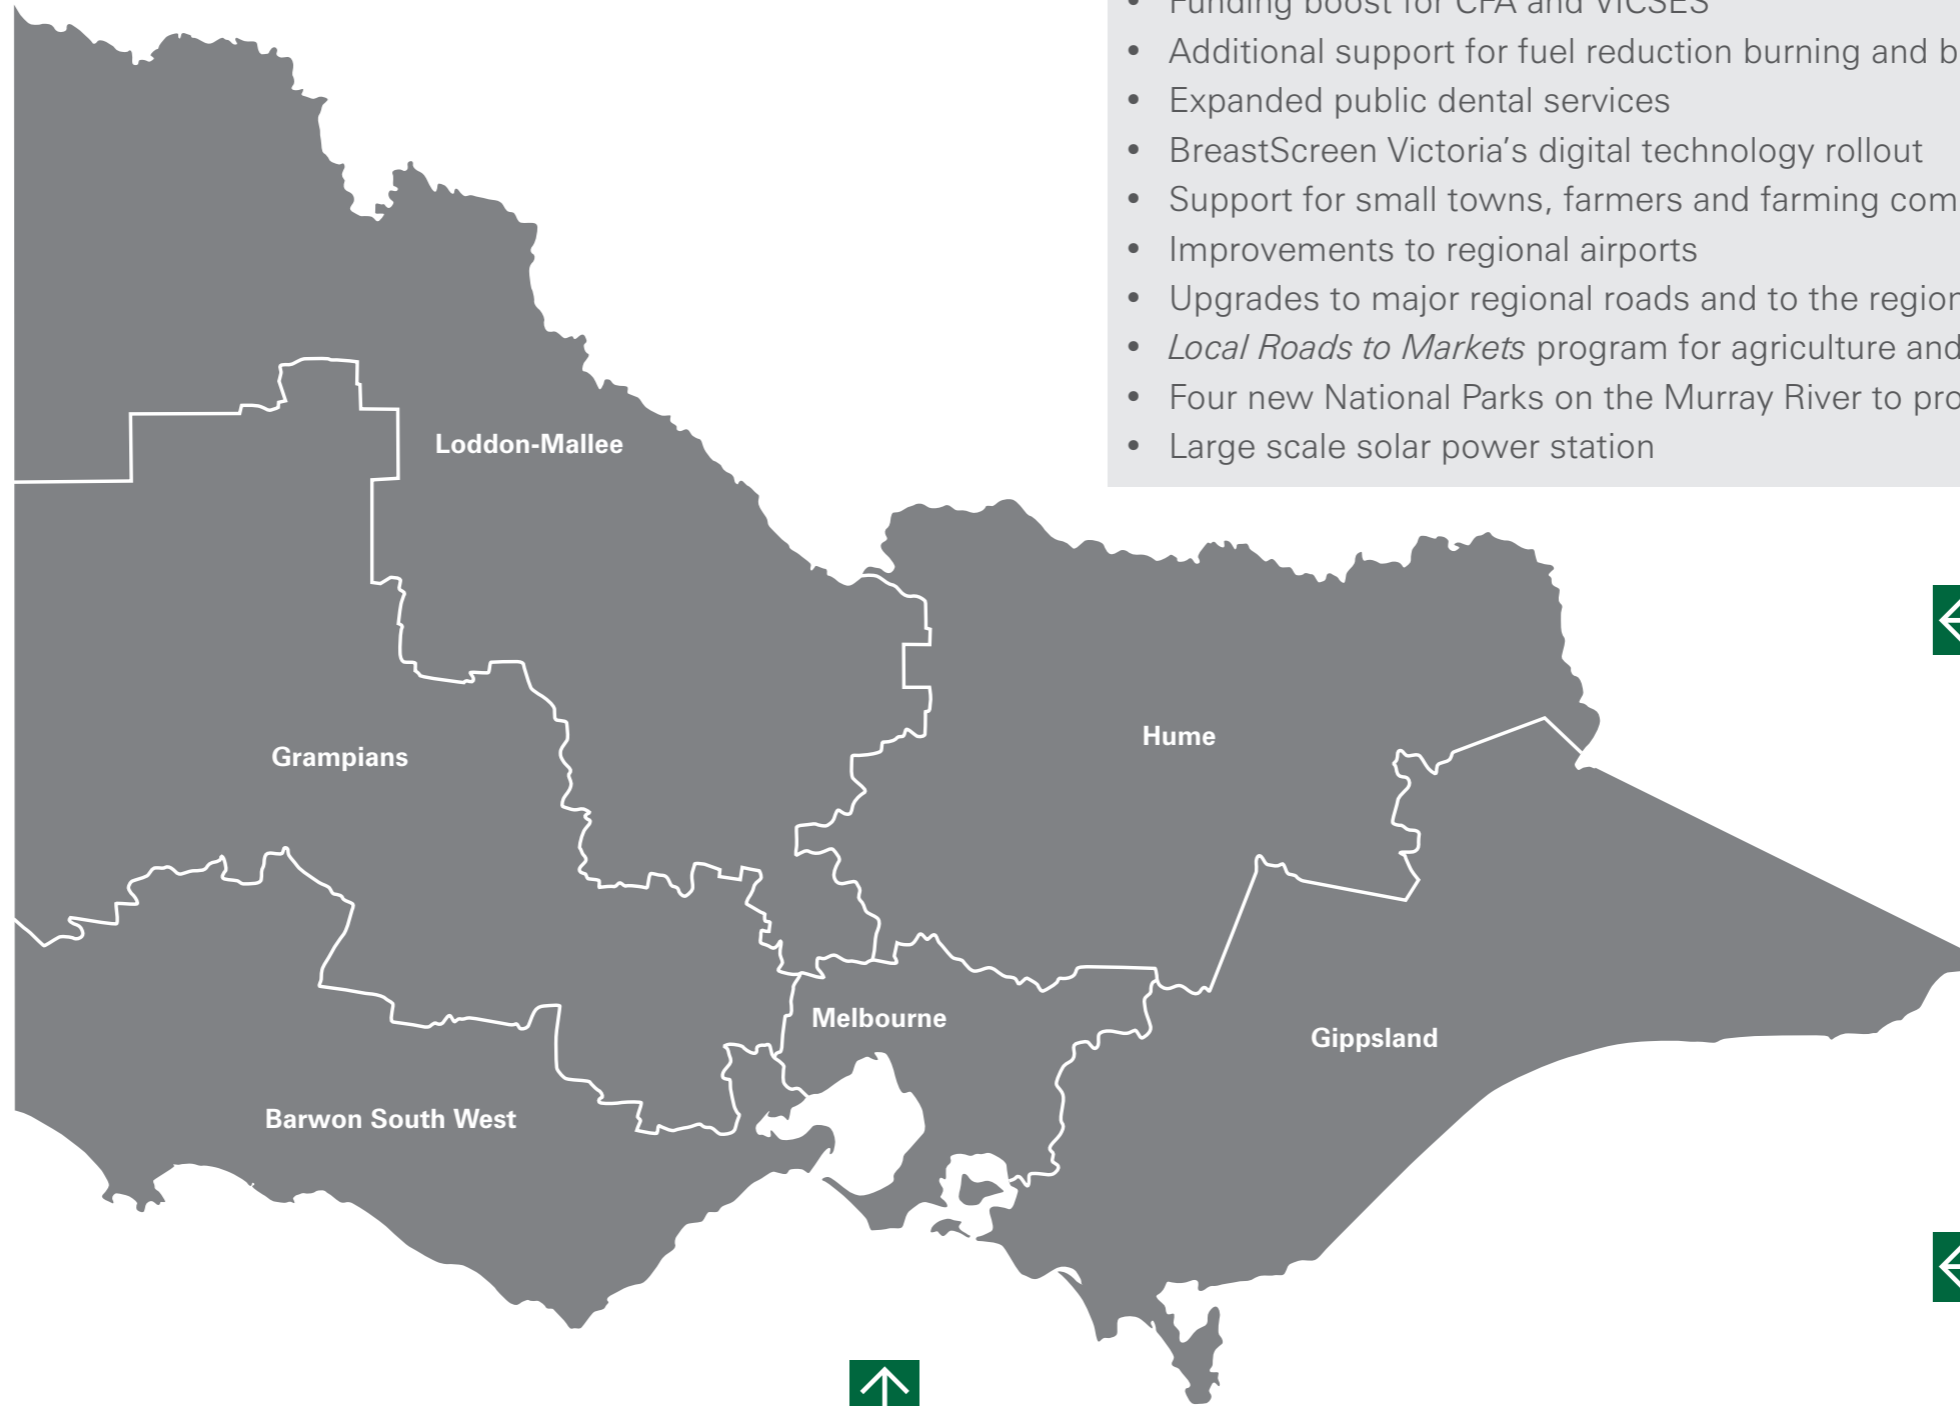 • Funding boost for CFA and VICSES
• Additional support for fuel reduction burning and b
• Expanded public dental services
• BreastScreen Victoria's digital technology rollout
• Support for small towns, farmers and farming com
• Improvements to regional airports
• Upgrades to major regional roads and to the region
• Local Roads to Markets program for agriculture and
• Four new National Parks on the Murray River to pro
• Large scale solar power station
Loddon-Mallee
Hume
Grampians
Melbourne
Gippsland
Barwon South West